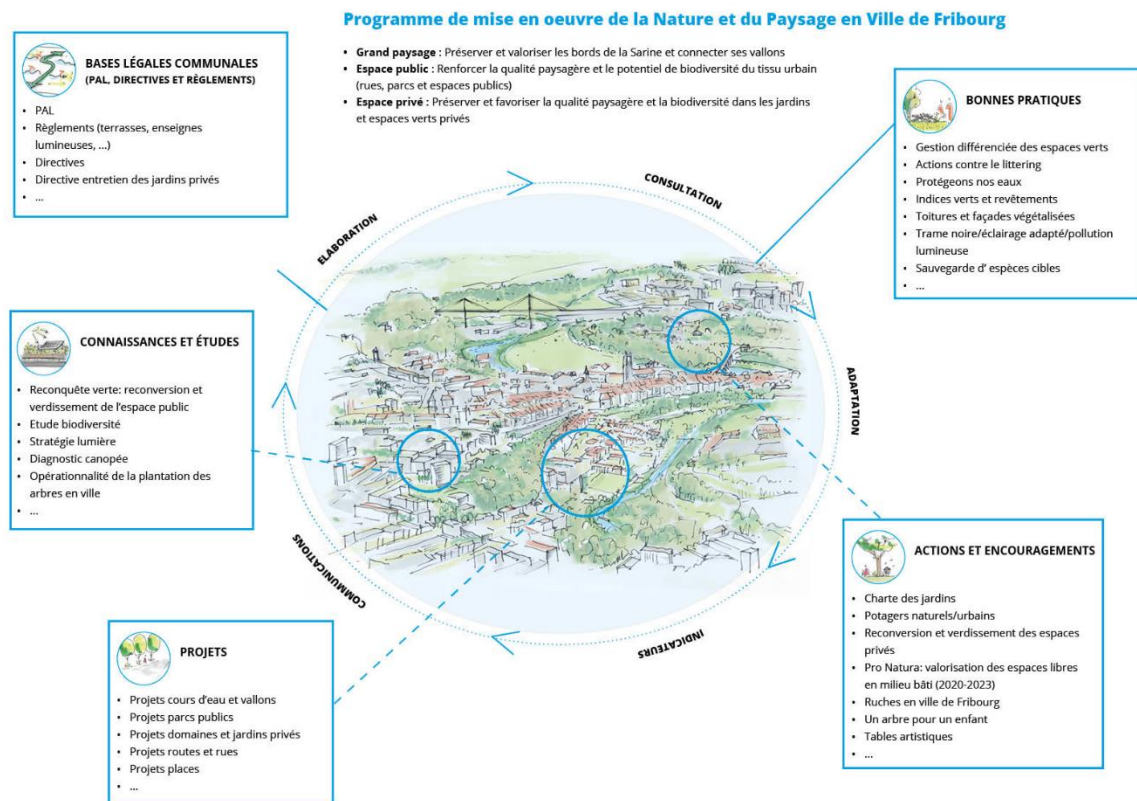 Programme de mise en oeuvre de la Nature et du Paysage en Ville de Fribourg
• Grand paysage : Préserver et valoriser les bords de la Sarine et connecter ses vallons
• Espace public : Renforcer la qualité paysagère et le potentiel de biodiversité du tissu urbain
(rues, parcs et espaces publics)
• Espace privé : Préserver et favoriser la qualité paysagère et la biodiversité dans les jardins
et espaces verts privés
BASES LÉGALES COMMUNALES
(PAL, DIRECTIVES ET RÈGLEMENTS)
• PAL
• Règlements (terrasses, enseignes
lumineuses, ...)
• Directives
• Directive entretien des jardins privés
• ...
BONNES PRATIQUES
• Gestion différenciée des espaces verts
• Actions contre le littering
• Protégeons nos eaux
• Indices verts et revêtements
• Toitures et façades végétalisées
• Trame noire/éclairage adapté/pollution
lumineuse
• Sauvegarde d' espèces cibles
• ...
ELABORATION
CONSULTATION
ADAPTATION
INDICATEURS
COMMUNICATIONS
CONNAISSANCES ET ÉTUDES
• Reconquête verte: reconversion et
verdissement de l'espace public
• Etude biodiversité
• Stratégie lumière
• Diagnostic canopée
• Opérationnalité de la plantation des
arbres en ville
• ...
ACTIONS ET ENCOURAGEMENTS
• Charte des jardins
• Potagers naturels/urbains
• Reconversion et verdissement des espaces
privés
• Pro Natura: valorisation des espaces libres
en milieu bâti (2020-2023)
• Ruches en ville de Fribourg
• Un arbre pour un enfant
• Tables artistiques
• ...
PROJETS
• Projets cours d'eau et vallons
• Projets parcs publics
• Projets domaines et jardins privés
• Projets routes et rues
• Projets places
• ...